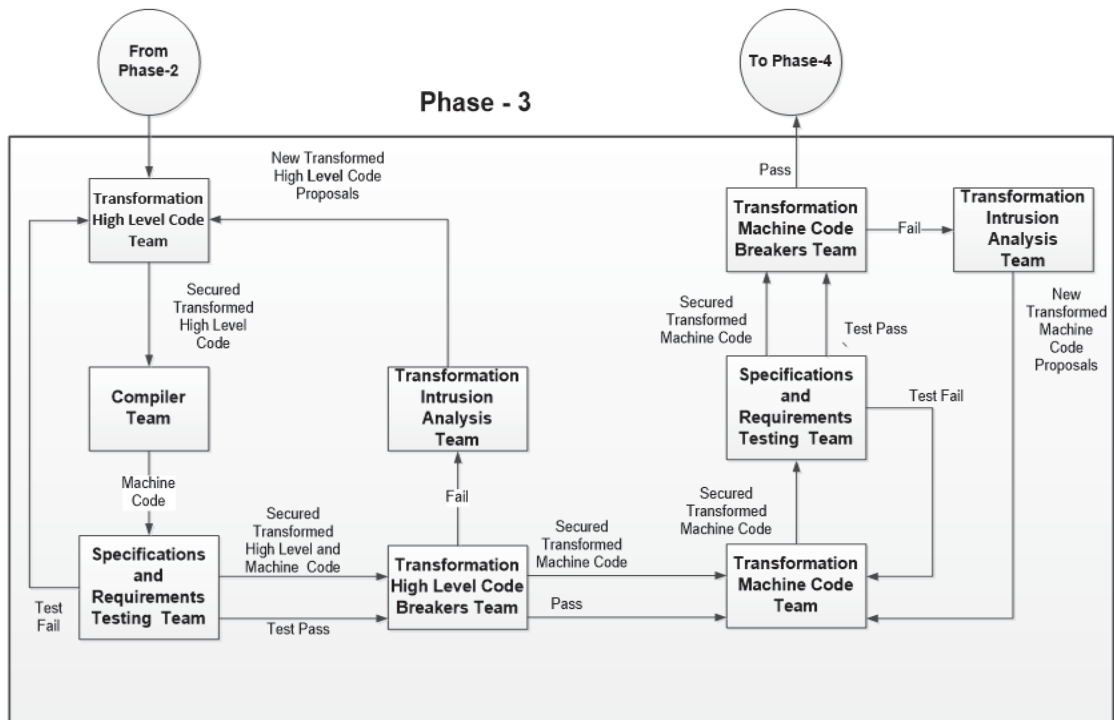 From
Phase-2
To Phase-4
Phase - 3
New Transformed
High Level Code
Proposals
Transformation
High Level Code
Team
Secured
Transformed
High Level
Code
Compiler
Team
Machine
Code
Specifications
and
Requirements
Testing Team
Test
Fail
Secured
Transformed
High Level and
Machine Code
Test Pass
Transformation
Intrusion
Analysis
Team
Fail
Transformation
High Level Code
Breakers Team
Secured
Transformed
Machine Code
Pass
Transformation
Machine Code
Team
Secured
Transformed
Machine Code
Specifications
and
Requirements
Testing Team
Test Fail
Secured
Transformed
Machine Code
Test Pass
Transformation
Machine Code
Breakers Team
Pass
Fail
Transformation
Intrusion
Analysis
Team
New
Transformed
Machine
Code
Proposals